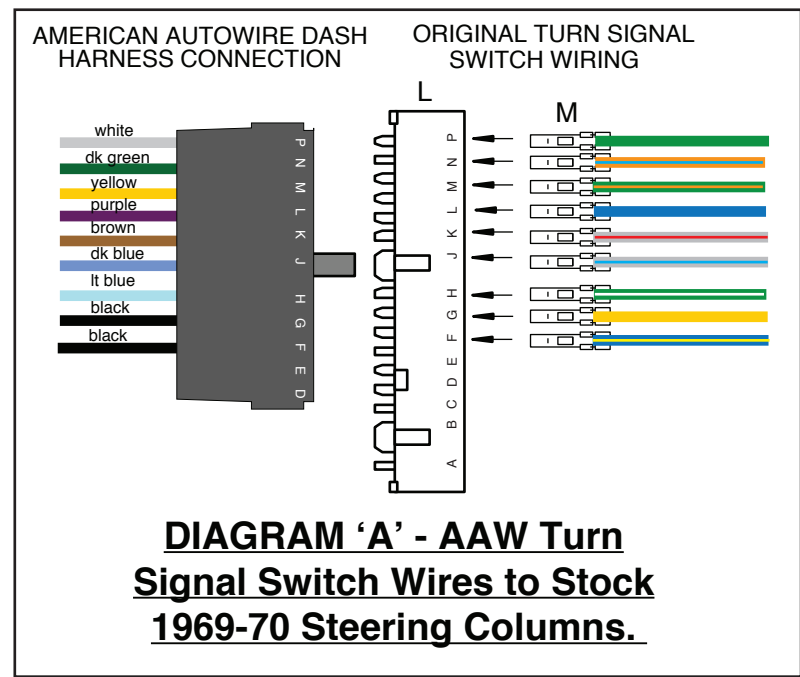 AMERICAN AUTOWIRE DASH
HARNESS CONNECTION
ORIGINAL TURN SIGNAL
SWITCH WIRING
L
M
white
dk green
yellow
purple
brown
dk blue
lt blue
black
black
P
N
M
L
K
J
H
G
F
E
D
P
N
M
L
K
J
H
G
F
E
D
C
B
A
DIAGRAM ‘A’ - AAW Turn
Signal Switch Wires to Stock
1969-70 Steering Columns.